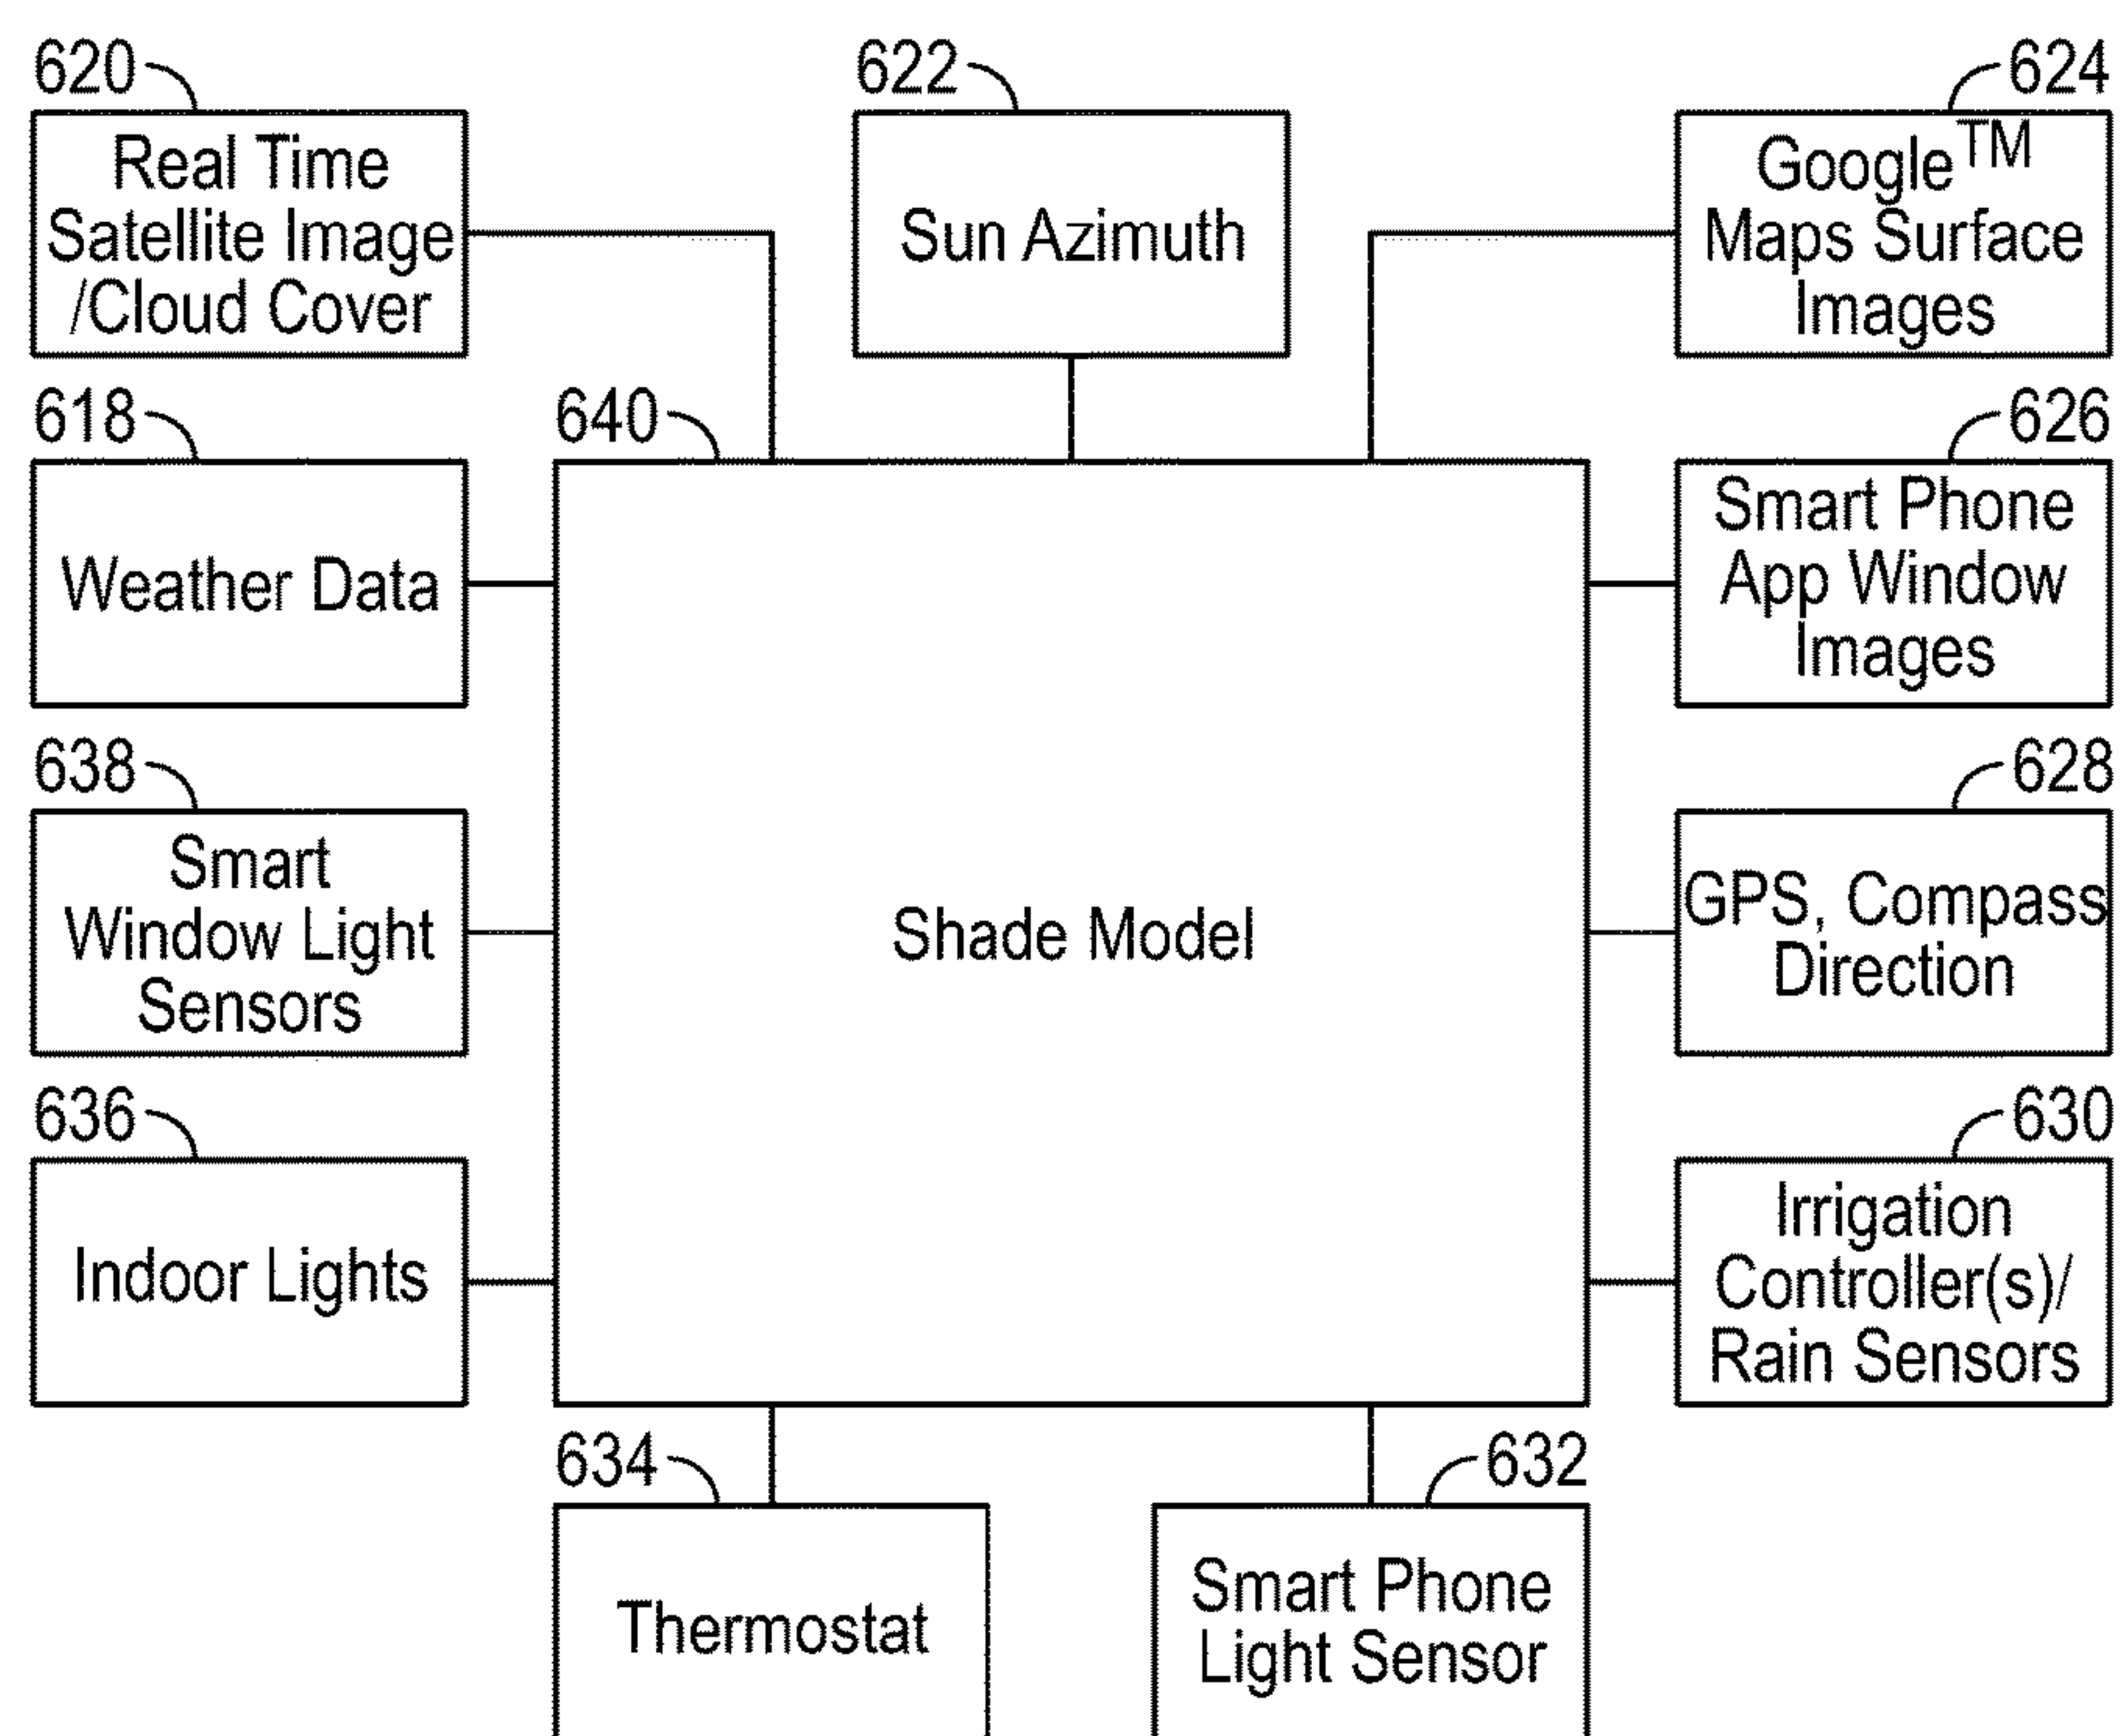 620
Real Time
Satellite Image
/Cloud Cover
622
Sun Azimuth
624
Google™
Maps Surface
Images
618
Weather Data
640
Shade Model
626
Smart Phone
App Window
Images
638
Smart
Window Light
Sensors
628
GPS, Compass
Direction
636
Indoor Lights
630
Irrigation
Controller(s)/
Rain Sensors
634
Thermostat
632
Smart Phone
Light Sensor